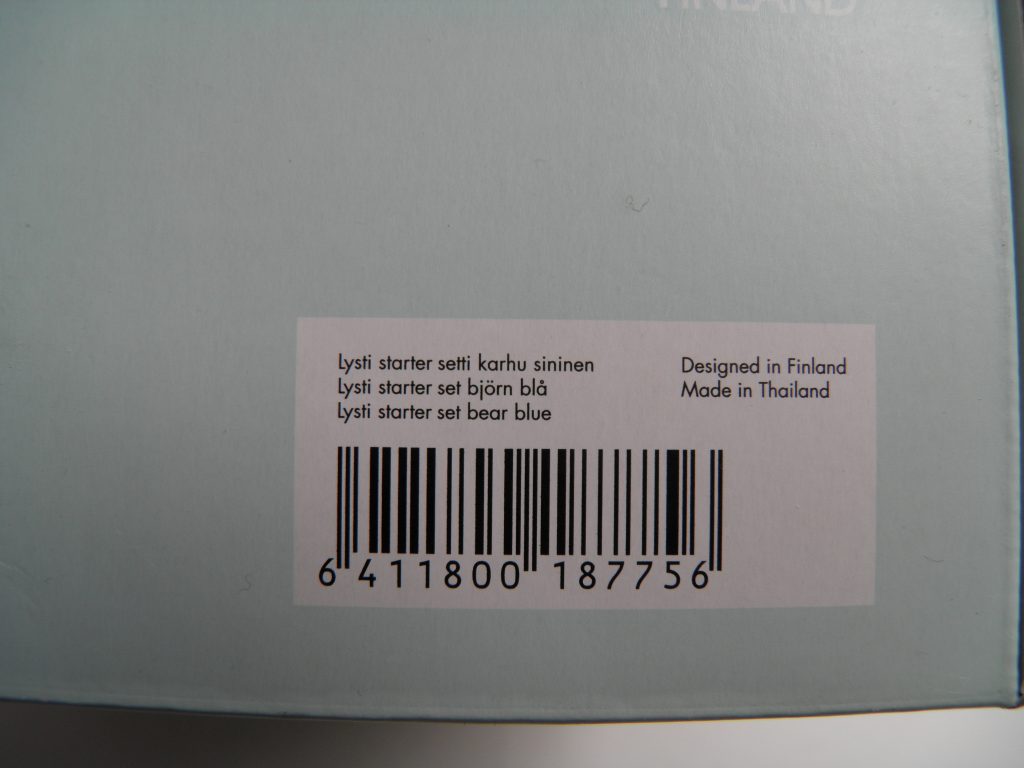 FINLAND
Lysti starter setti karhu sininen
Lysti starter set björn blå
Lysti starter set bear blue
Designed in Finland
Made in Thailand
6 411800 187756